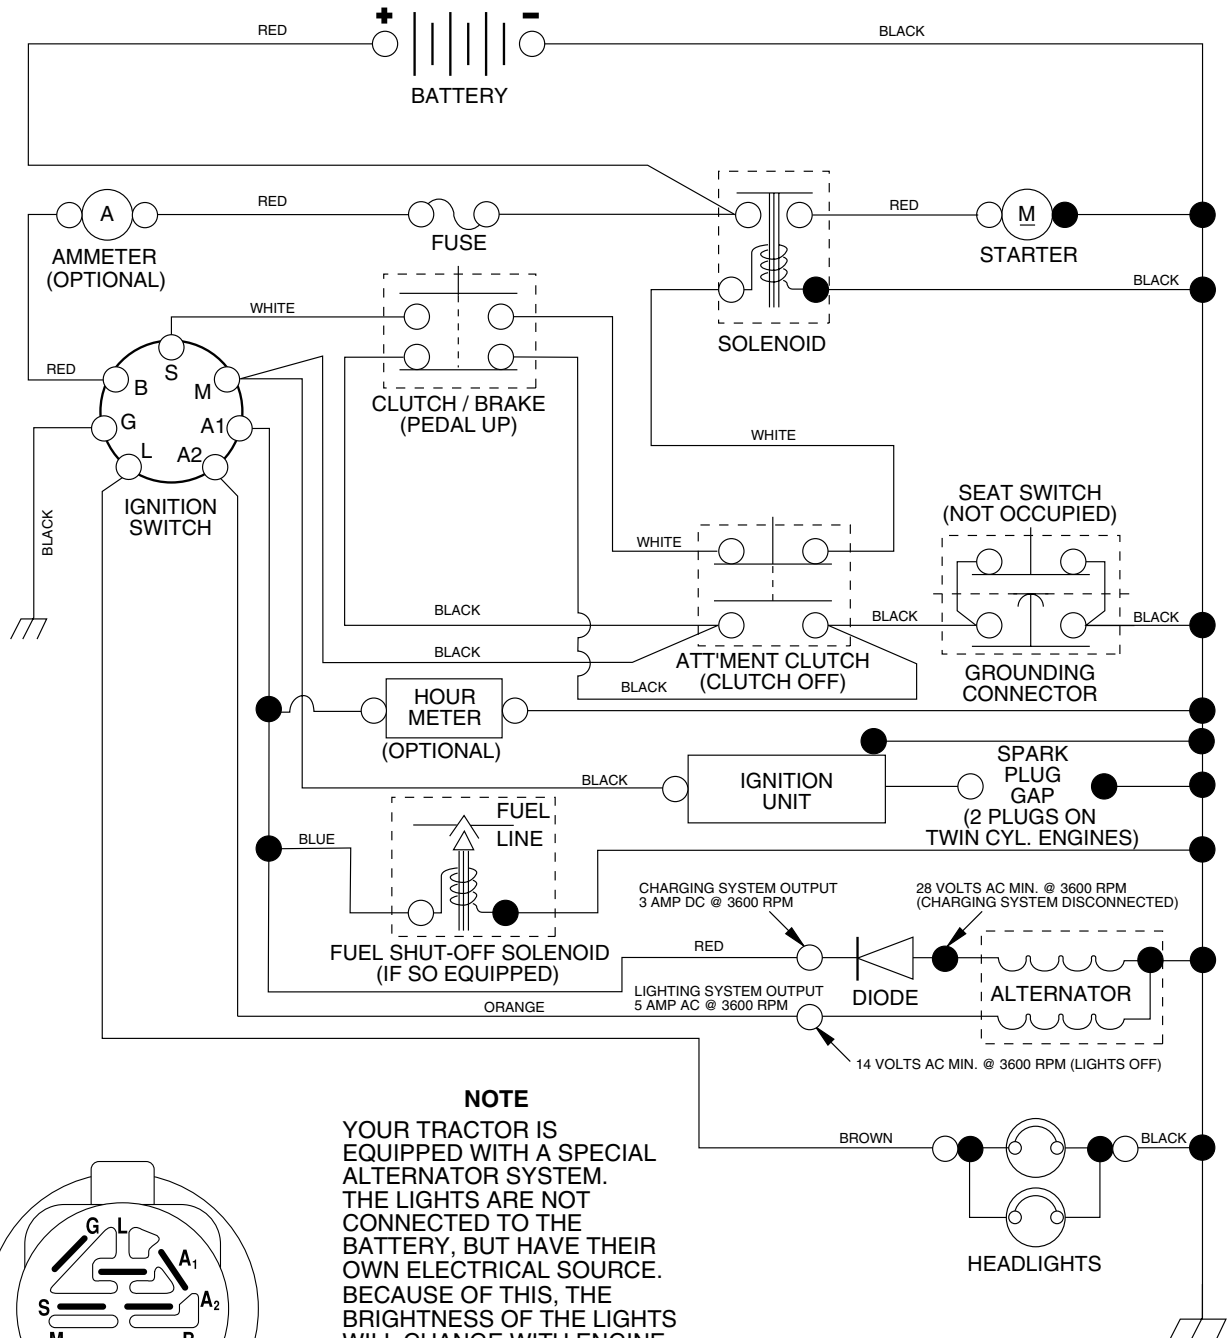 + -
RED
BLACK
BATTERY
A
RED
FUSE
RED
M
STARTER
AMMETER
(OPTIONAL)
BLACK
WHITE
SOLENOID
RED
S
B
M
G
A1
L
A2
CLUTCH / BRAKE
(PEDAL UP)
WHITE
IGNITION
SWITCH
BLACK
SEAT SWITCH
(NOT OCCUPIED)
WHITE
BLACK
BLACK
BLACK
BLACK
ATT'MENT CLUTCH
(CLUTCH OFF)
BLACK
GROUNDING
CONNECTOR
HOUR
METER
(OPTIONAL)
BLACK
IGNITION
UNIT
SPARK
PLUG
GAP
(2 PLUGS ON
TWIN CYL. ENGINES)
FUEL
LINE
BLUE
FUEL SHUT-OFF SOLENOID
(IF SO EQUIPPED)
CHARGING SYSTEM OUTPUT
3 AMP DC @ 3600 RPM
28 VOLTS AC MIN. @ 3600 RPM
(CHARGING SYSTEM DISCONNECTED)
RED
DIODE
ALTERNATOR
LIGHTING SYSTEM OUTPUT
5 AMP AC @ 3600 RPM
ORANGE
14 VOLTS AC MIN. @ 3600 RPM (LIGHTS OFF)
BROWN
BLACK
HEADLIGHTS
NOTE
YOUR TRACTOR IS
EQUIPPED WITH A SPECIAL
ALTERNATOR SYSTEM.
THE LIGHTS ARE NOT
CONNECTED TO THE
BATTERY, BUT HAVE THEIR
OWN ELECTRICAL SOURCE.
BECAUSE OF THIS, THE
BRIGHTNESS OF THE LIGHTS
WILL CHANGE WITH ENGINE
G L
A1
S
A2
M